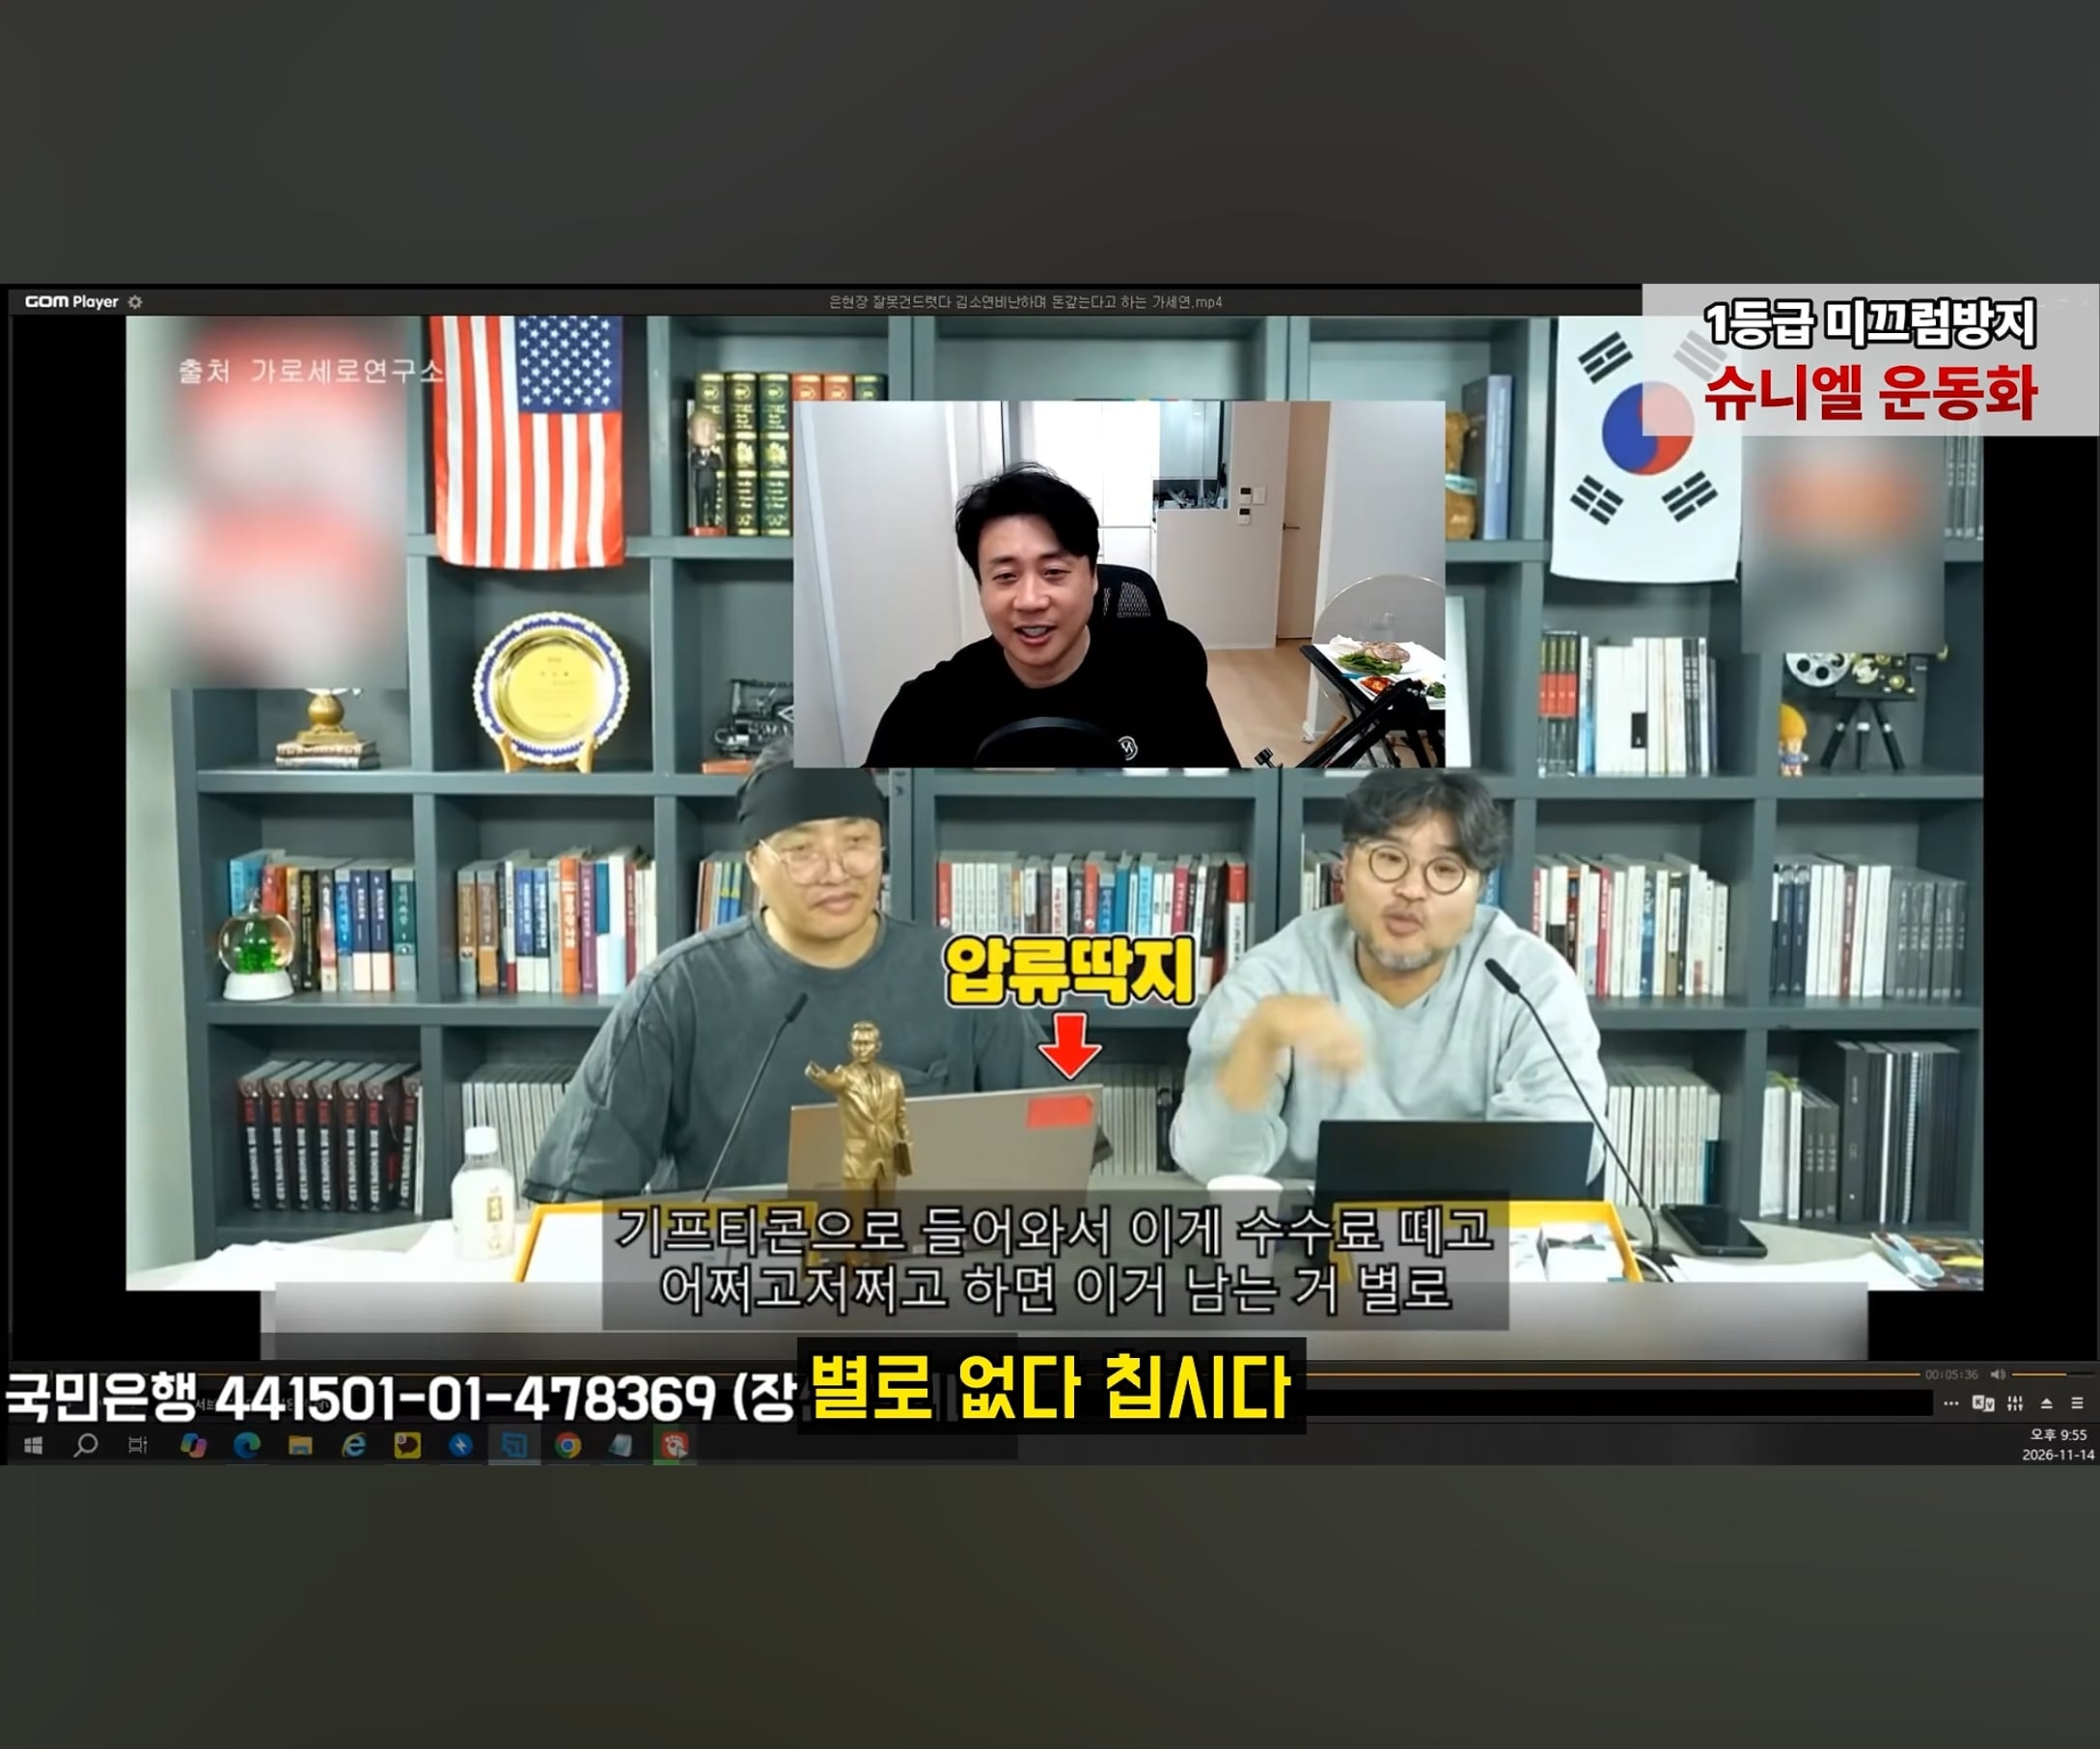 GOM Player
은현장 잘못건드렷다 김소연비난하며 돈갚는다고 하는 가세연.mp4
1등급 미끄럼방지
슈니엘 운동화
출처 가로세로연구소
압류딱지
기프티콘으로 들어와서 이게 수수료 떼고
어쩌고저쩌고 하면 이거 남는 거 별로
별로 없다 칩시다
국민은행 441501-01-478369 (장
00:05:36
오후 9:55
2026-11-14